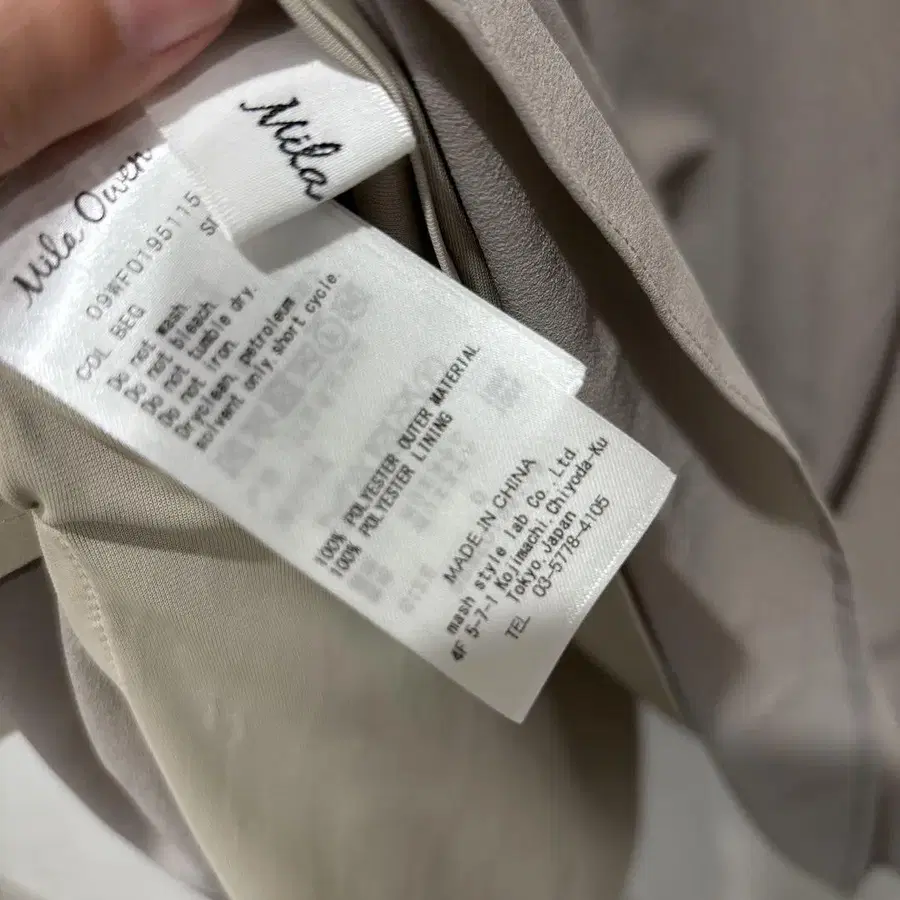 Mila
Mila Owen
09WF0195115
COL BEG
Do not wash.
Do not bleach.
Do not tumble dry.
Do not iron.
Dryclean, petroleum
solvent only.short cycle.
100% POLYESTER OUTER MATERIAL
100% POLYESTER LINING
MADE IN CHINA
mash style lab Co.,Ltd.
4F 5-7-1 Kojimachi,Chiyoda-Ku
Tokyo,Japan
TEL 03-5778-4105